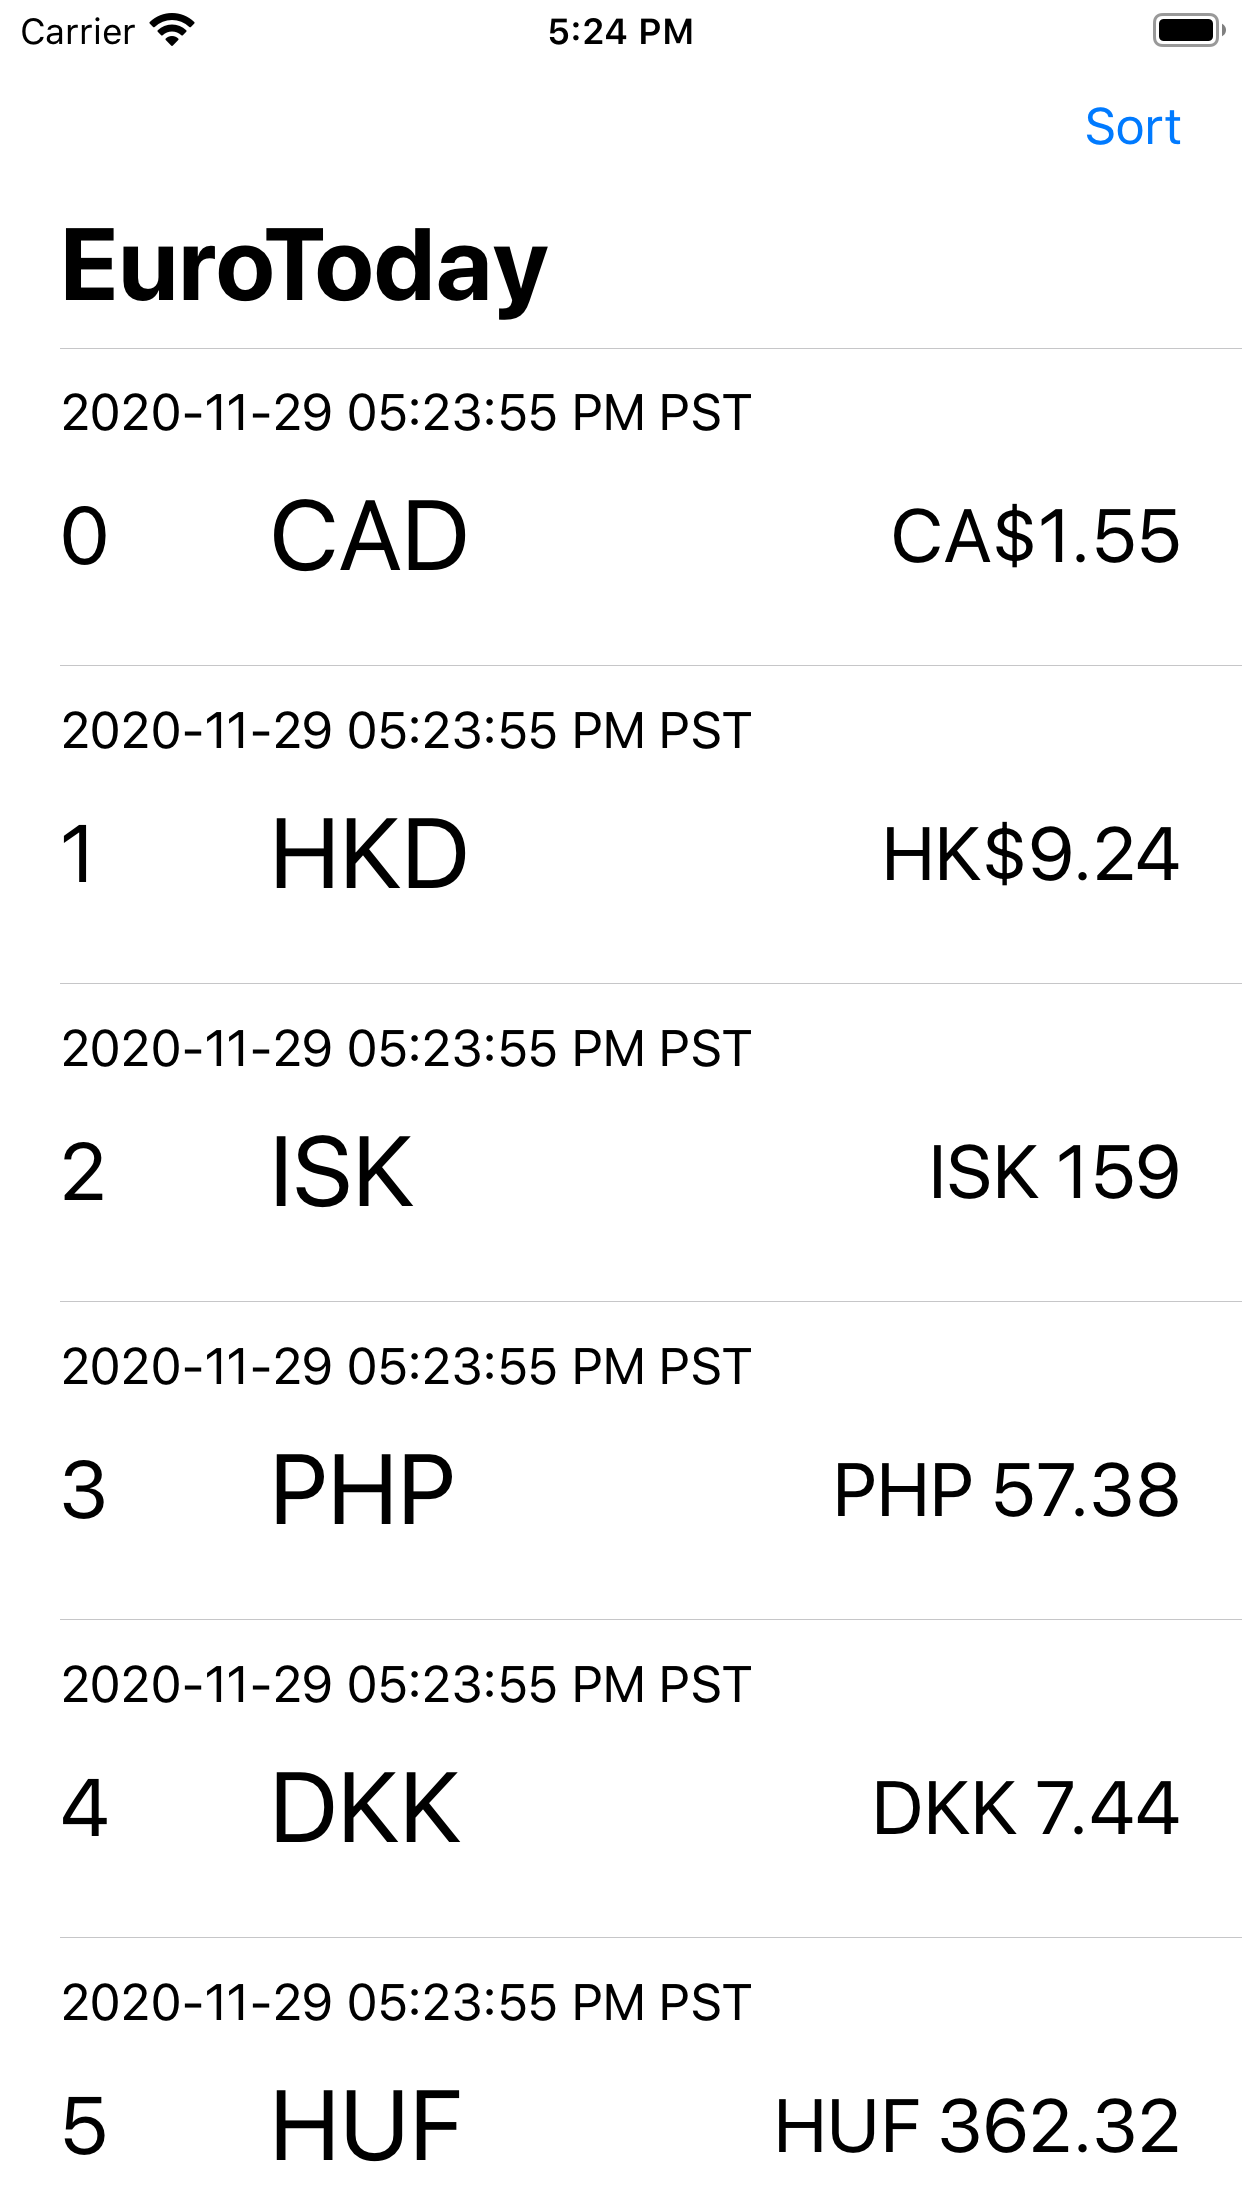 Carrier 5:24 PM
Sort
EuroToday
2020-11-29 05:23:55 PM PST
0 CAD CA$1.55
2020-11-29 05:23:55 PM PST
1 HKD HK$9.24
2020-11-29 05:23:55 PM PST
2 ISK ISK 159
2020-11-29 05:23:55 PM PST
3 PHP PHP 57.38
2020-11-29 05:23:55 PM PST
4 DKK DKK 7.44
2020-11-29 05:23:55 PM PST
5 HUF HUF 362.32